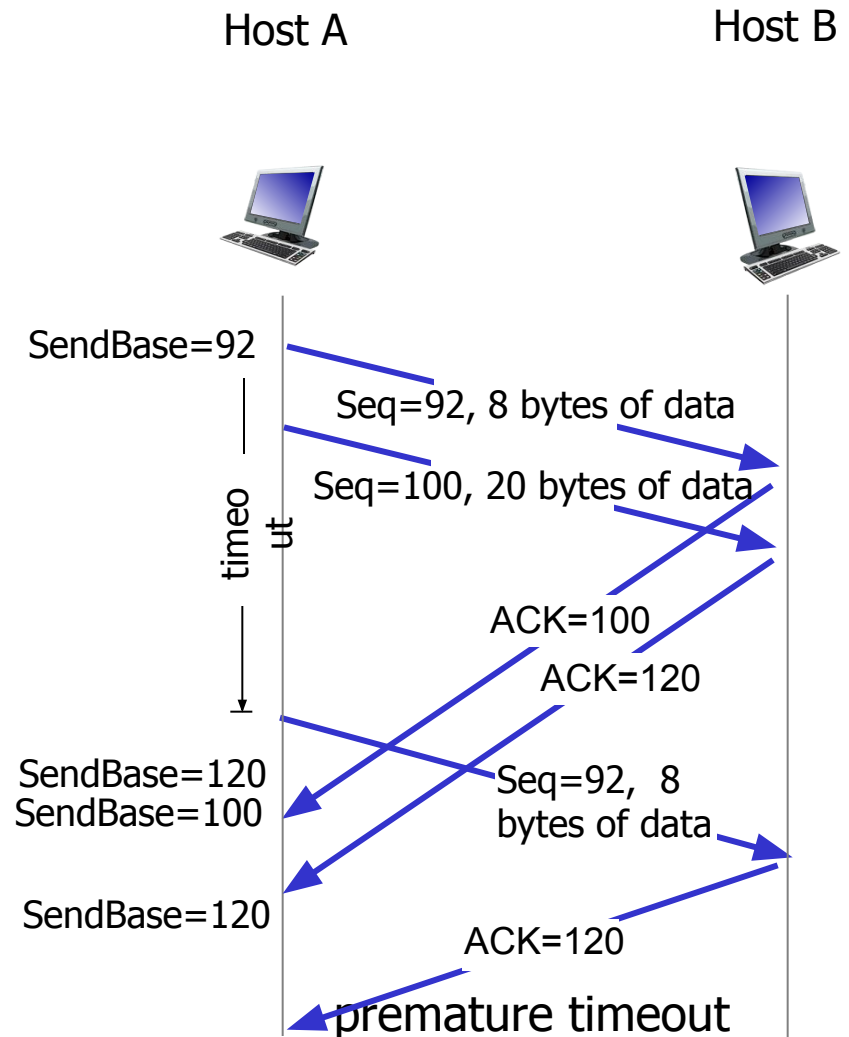 Host A
Host B
SendBase=92
Seq=92, 8 bytes of data
Seq=100, 20 bytes of data
timeo
ut
ACK=100
ACK=120
SendBase=120
SendBase=100
Seq=92, 8
bytes of data
SendBase=120
ACK=120
premature timeout